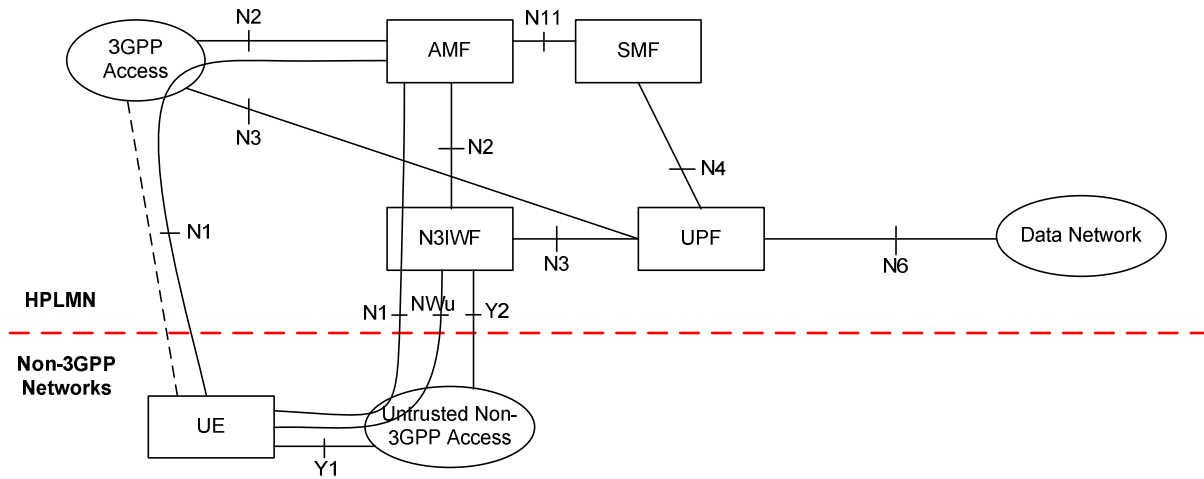 N2
N11
3GPP
Access
AMF
SMF
N3
N2
N4
N1
N3IWF
UPF
Data Network
N3
N6
HPLMN
N1
NWu
Y2
Non-3GPP
Networks
UE
Untrusted Non-
3GPP Access
Y1